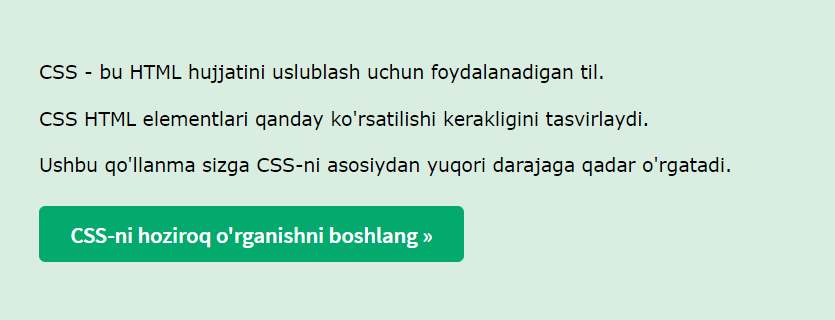 CSS - bu HTML hujjatini uslublash uchun foydalanadigan til.
CSS HTML elementlari qanday ko'rsatilishi kerakligini tasvirlaydi.
Ushbu qo'llanma sizga CSS-ni asosiydan yuqori darajaga qadar o'rgatadi.
CSS-ni hoziroq o'rganishni boshlang »